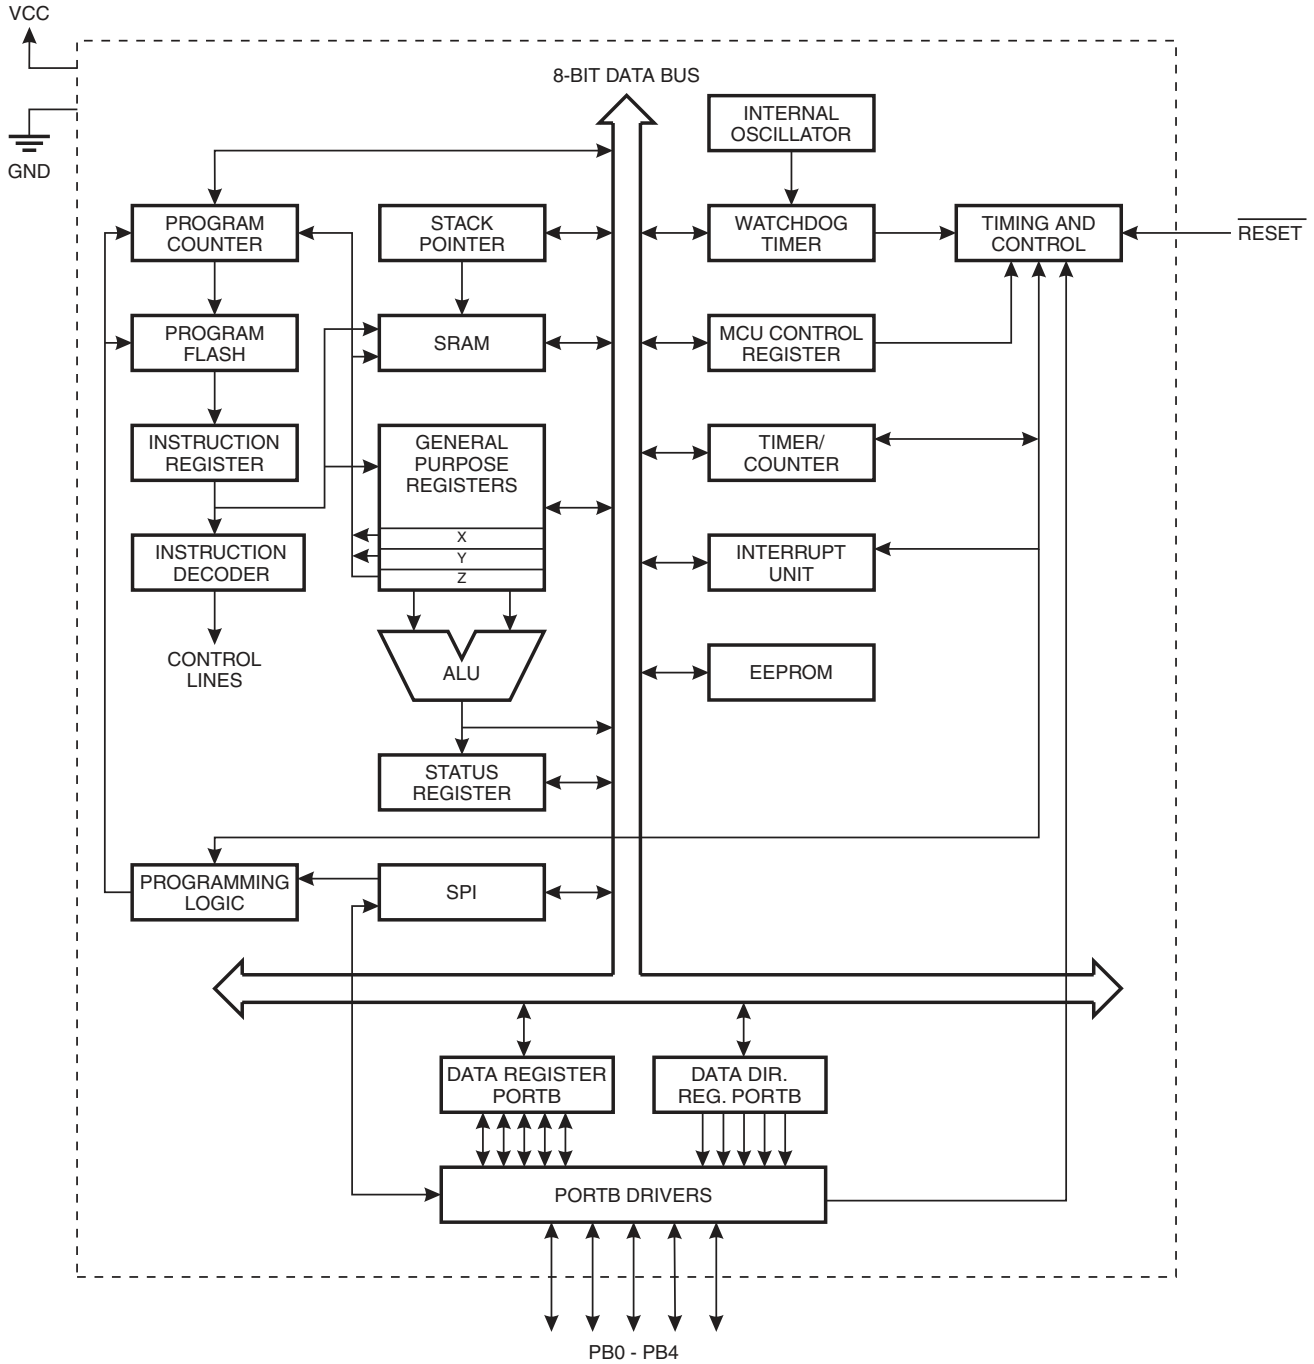 VCC
8-BIT DATA BUS
GND
INTERNAL
OSCILLATOR
PROGRAM
COUNTER
STACK
POINTER
WATCHDOG
TIMER
TIMING AND
CONTROL
RESET
PROGRAM
FLASH
SRAM
MCU CONTROL
REGISTER
INSTRUCTION
REGISTER
GENERAL
PURPOSE
REGISTERS
X
Y
Z
TIMER/
COUNTER
INSTRUCTION
DECODER
INTERRUPT
UNIT
CONTROL
LINES
ALU
EEPROM
STATUS
REGISTER
PROGRAMMING
LOGIC
SPI
DATA REGISTER
PORTB
DATA DIR.
REG. PORTB
PORTB DRIVERS
PB0 - PB4